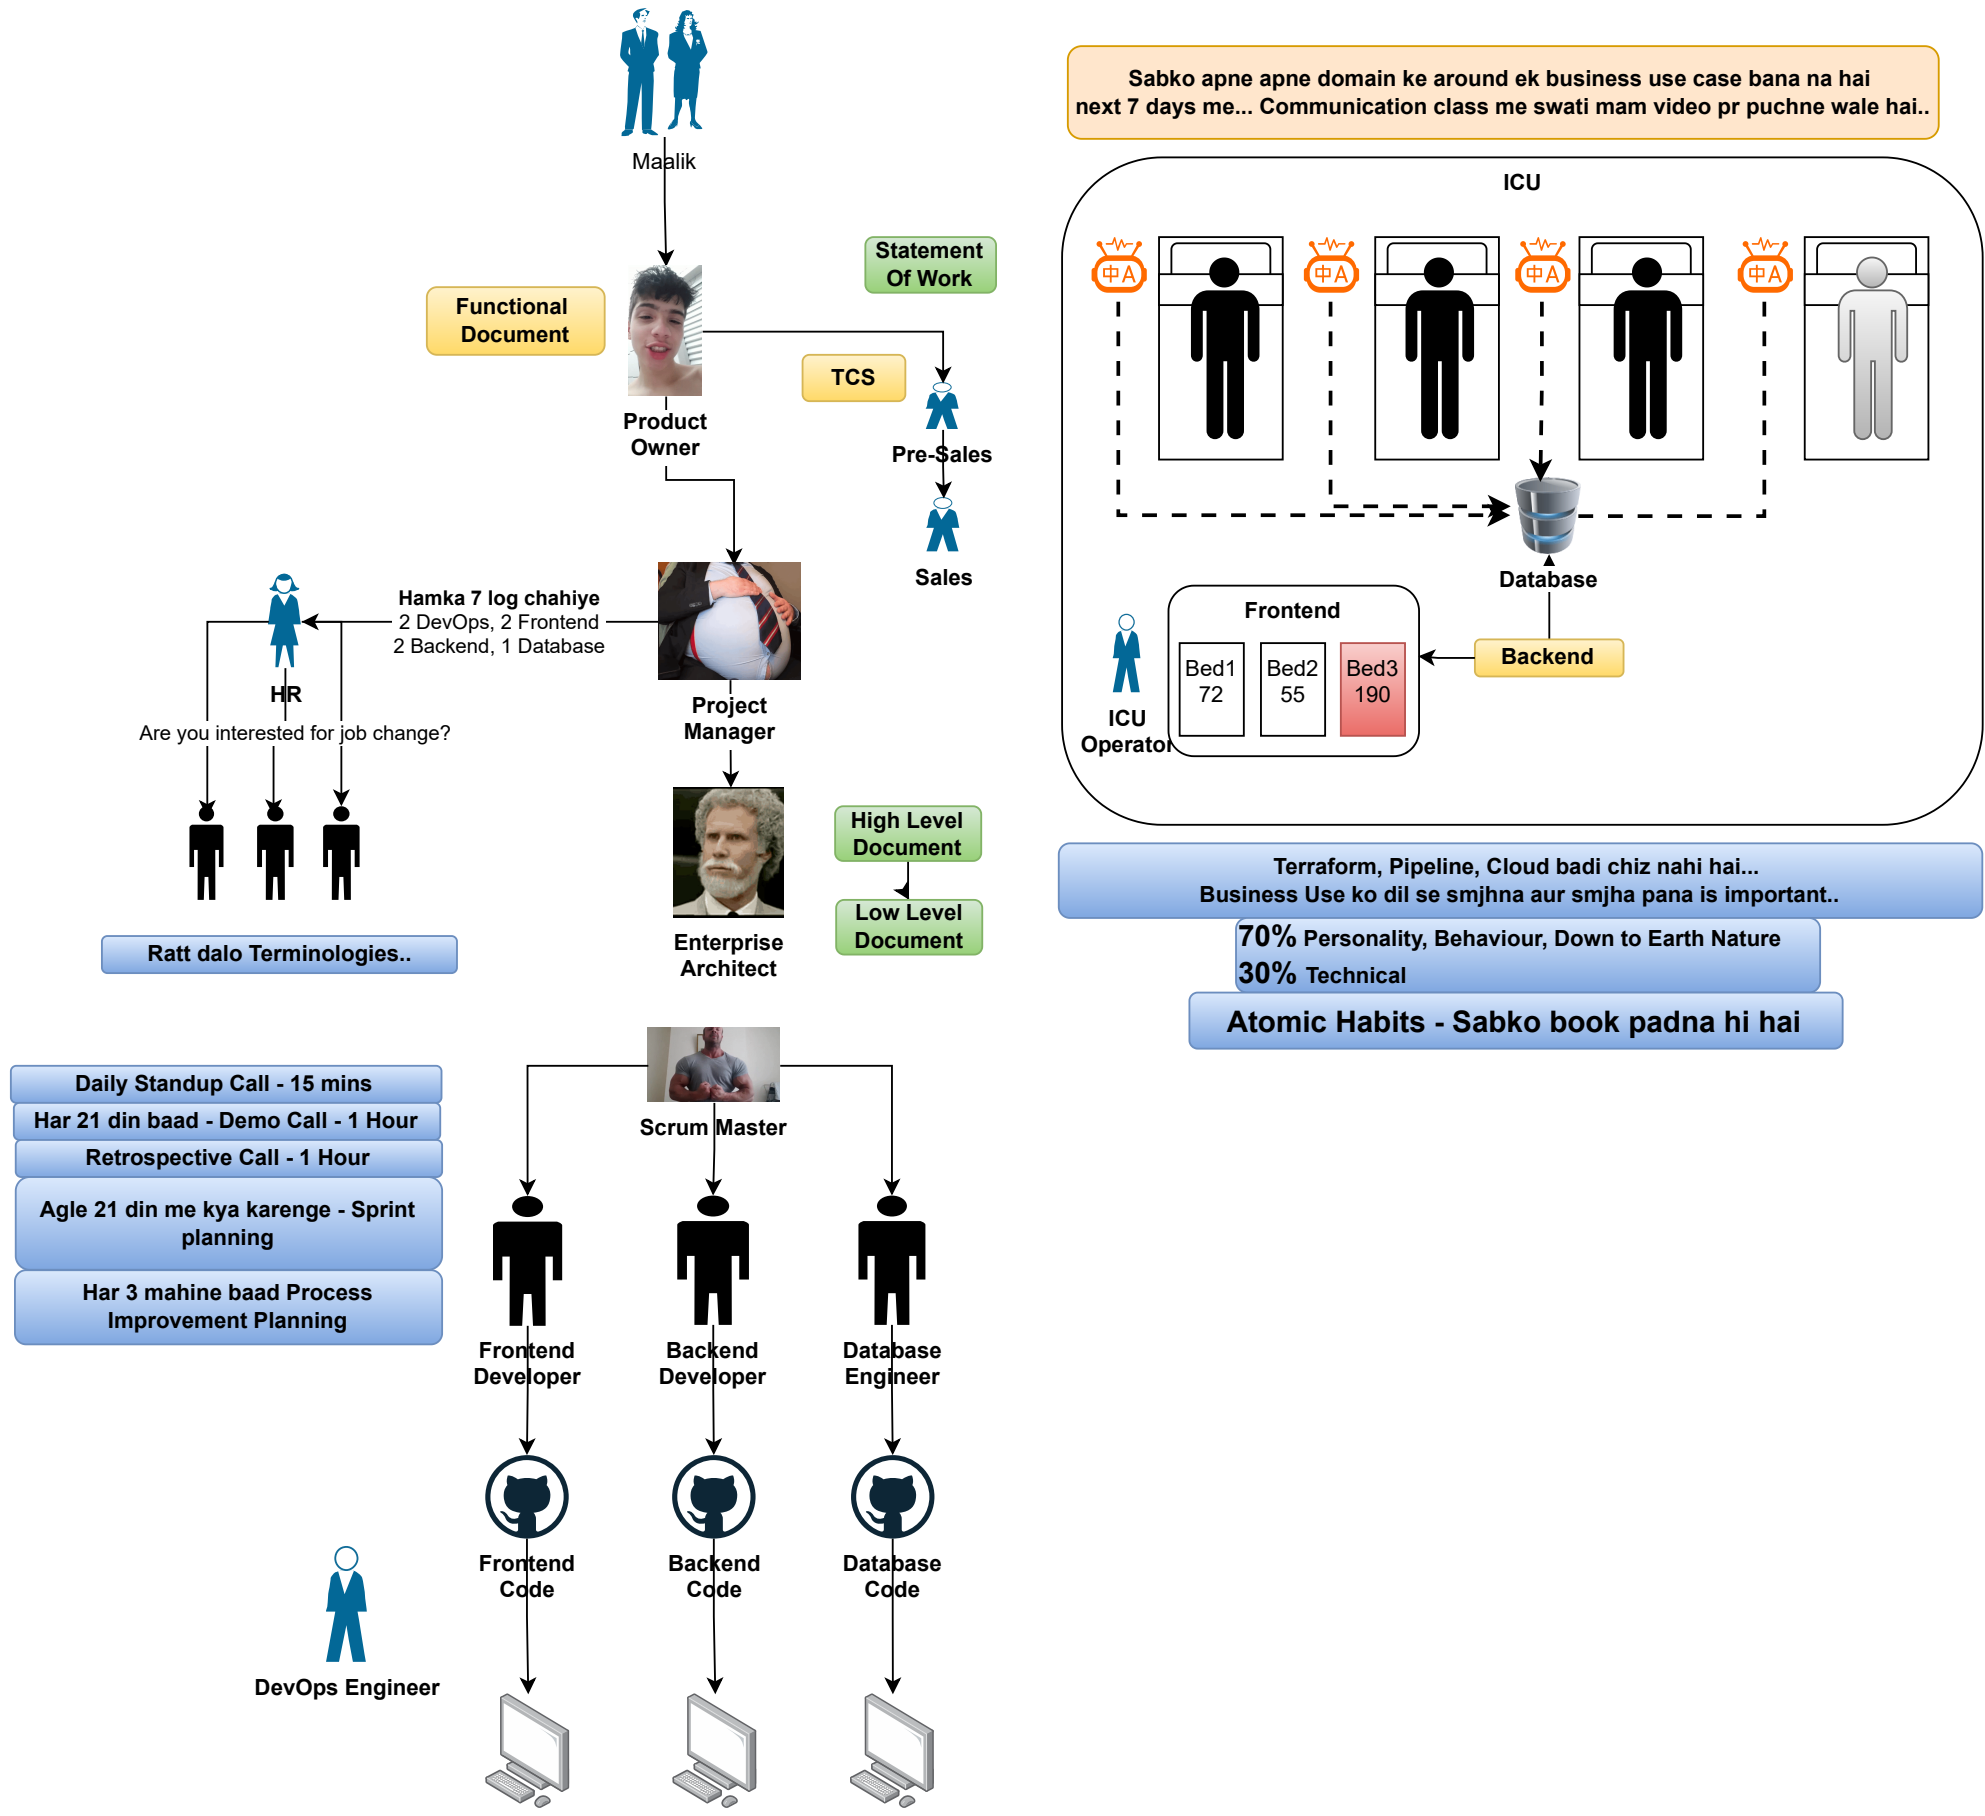 Maalik
Functional
Document
Statement
Of Work
TCS
Product
Owner
Pre-Sales
Sales
Hamka 7 log chahiye
2 DevOps, 2 Frontend
2 Backend, 1 Database
HR
Are you interested for job change?
Project
Manager
High Level
Document
Low Level
Document
Enterprise
Architect
Ratt dalo Terminologies..
Scrum Master
Daily Standup Call - 15 mins
Har 21 din baad - Demo Call - 1 Hour
Retrospective Call - 1 Hour
Agle 21 din me kya karenge - Sprint
planning
Har 3 mahine baad Process
Improvement Planning
Frontend
Developer
Backend
Developer
Database
Engineer
Frontend
Code
Backend
Code
Database
Code
DevOps Engineer
Sabko apne apne domain ke around ek business use case bana na hai
next 7 days me... Communication class me swati mam video pr puchne wale hai..
ICU
中A
中A
中A
中A
Database
Frontend
Bed1
72
Bed2
55
Bed3
190
Backend
ICU
Operator
Terraform, Pipeline, Cloud badi chiz nahi hai...
Business Use ko dil se smjhna aur smjha pana is important..
70% Personality, Behaviour, Down to Earth Nature
30% Technical
Atomic Habits - Sabko book padna hi hai